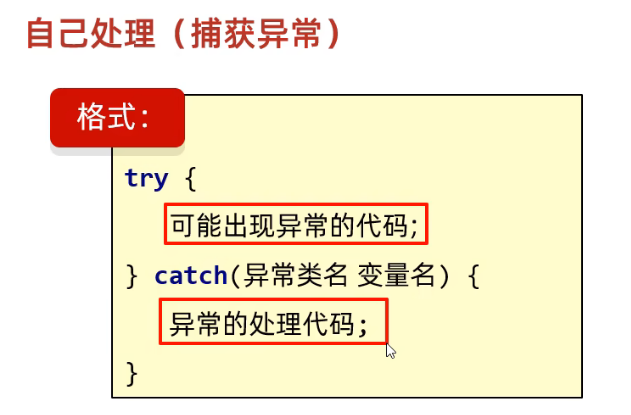 自己处理（捕获异常）
格式：
try {
可能出现异常的代码;
} catch(异常类名 变量名) {
异常的处理代码;
}